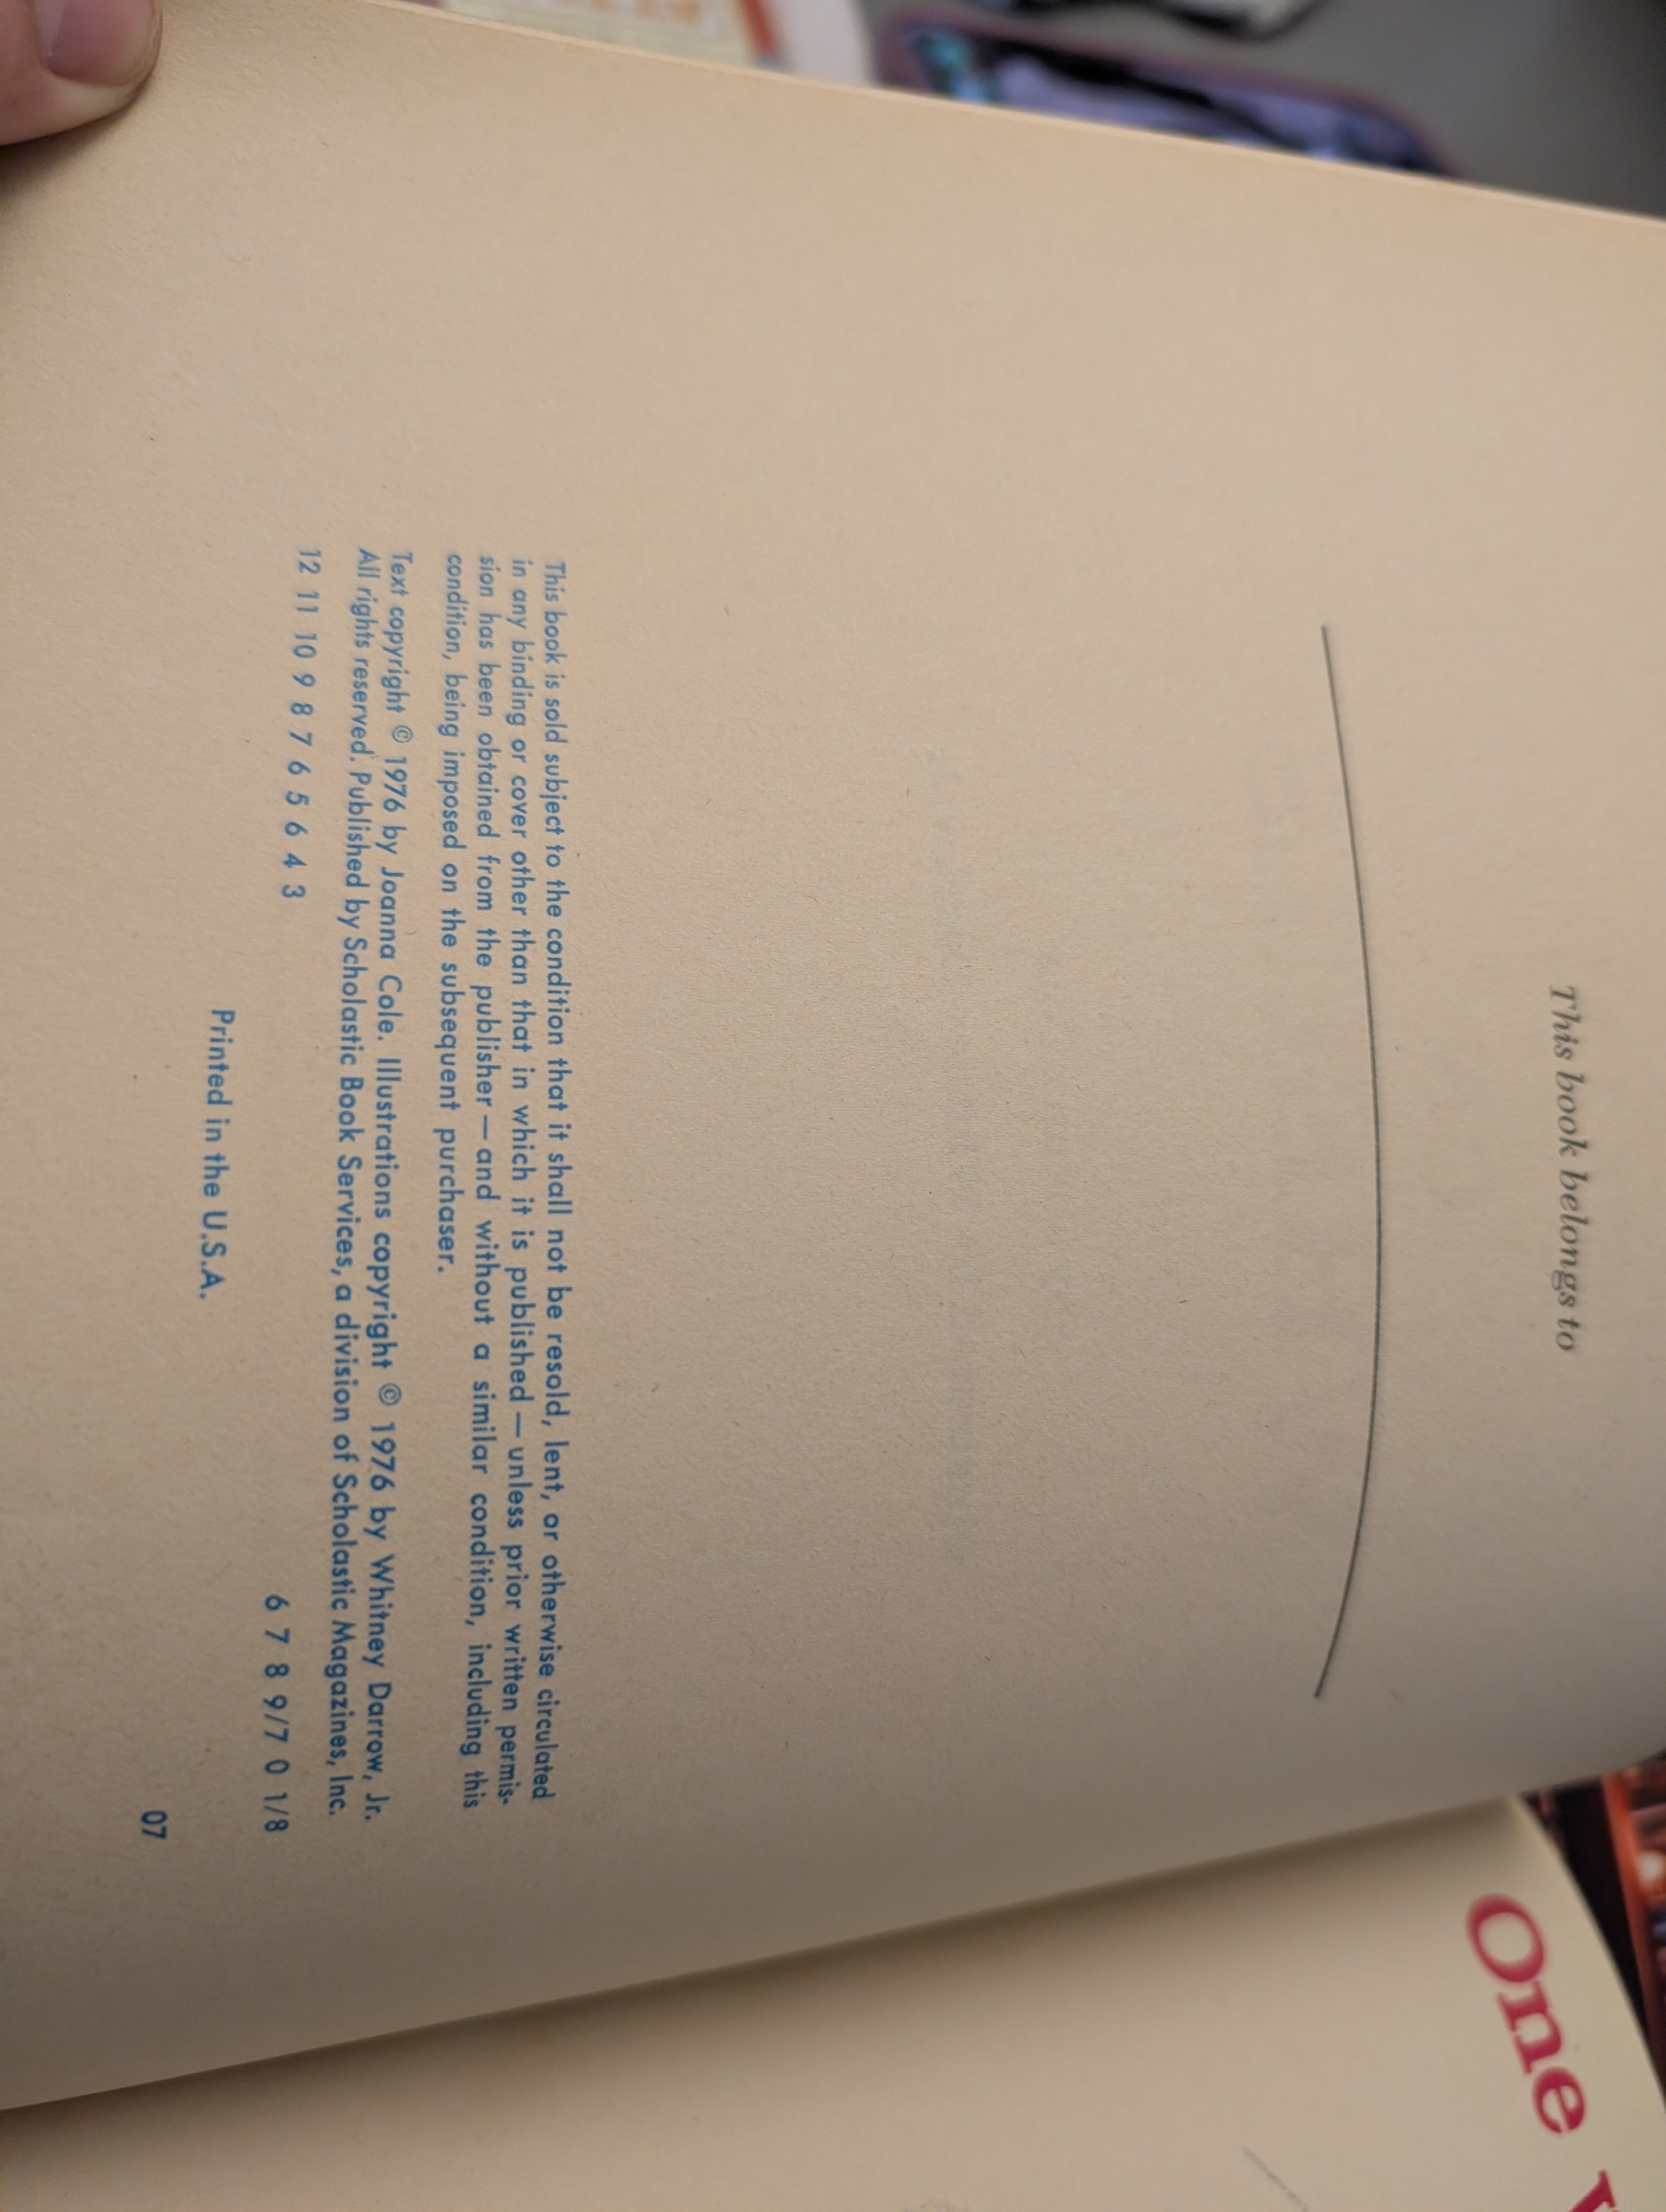 This book belongs to
This book is sold subject to the condition that it shall not be resold, lent, or otherwise circulated
in any binding or cover other than that in which it is published — unless prior written permis-
sion has been obtained from the publisher — and without a similar condition, including this
condition, being imposed on the subsequent purchaser.
Text copyright © 1976 by Joanna Cole. Illustrations copyright © 1976 by Whitney Darrow, Jr.
All rights reserved. Published by Scholastic Book Services, a division of Scholastic Magazines, Inc.
12 11 10 9 8 7 6 5 6 4 3 6 7 8 9/7 0 1/8
Printed in the U.S.A.
07
One